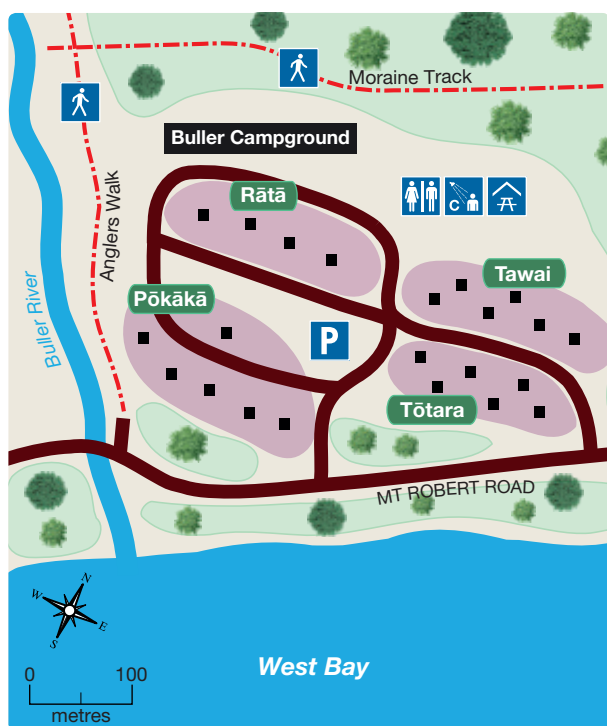 Moraine Track
Buller Campground
Rātā
C
Anglers Walk
Tawai
Pōkākā
Buller River
P
Tōtara
MT ROBERT ROAD
N
W
E
S
West Bay
0 100
metres